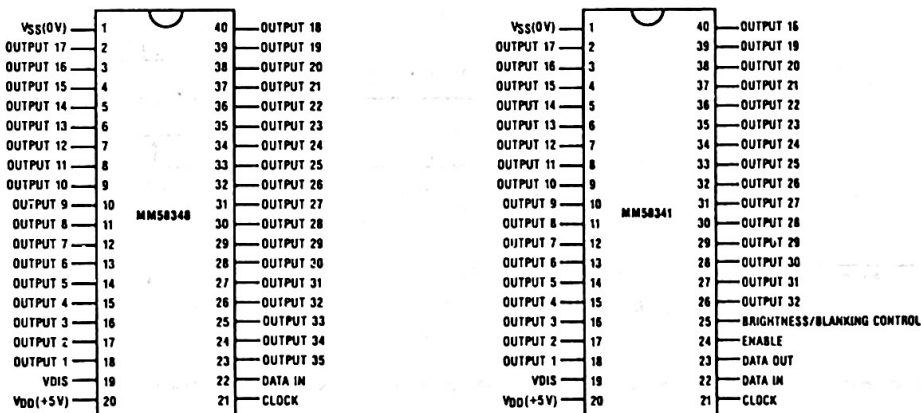 VSS(0V) 1 40 OUTPUT 18
OUTPUT 17 2 39 OUTPUT 19
OUTPUT 16 3 38 OUTPUT 20
OUTPUT 15 4 37 OUTPUT 21
OUTPUT 14 5 36 OUTPUT 22
OUTPUT 13 6 35 OUTPUT 23
OUTPUT 12 7 34 OUTPUT 24
OUTPUT 11 8 33 OUTPUT 25
OUTPUT 10 9 32 OUTPUT 26
OUTPUT 9 10 31 OUTPUT 27
MM58348
OUTPUT 8 11 30 OUTPUT 28
OUTPUT 7 12 29 OUTPUT 29
OUTPUT 6 13 28 OUTPUT 30
OUTPUT 5 14 27 OUTPUT 31
OUTPUT 4 15 26 OUTPUT 32
OUTPUT 3 16 25 OUTPUT 33
OUTPUT 2 17 24 OUTPUT 34
OUTPUT 1 18 23 OUTPUT 35
VDIS 19 22 DATA IN
VDD(+5V) 20 21 CLOCK
VSS(0V) 1 40 OUTPUT 16
OUTPUT 17 2 39 OUTPUT 19
OUTPUT 16 3 38 OUTPUT 20
OUTPUT 15 4 37 OUTPUT 21
OUTPUT 14 5 36 OUTPUT 22
OUTPUT 13 6 35 OUTPUT 23
OUTPUT 12 7 34 OUTPUT 24
OUTPUT 11 8 33 OUTPUT 25
OUTPUT 10 9 32 OUTPUT 26
OUTPUT 9 10 31 OUTPUT 27
MM58341
OUTPUT 8 11 30 OUTPUT 28
OUTPUT 7 12 29 OUTPUT 29
OUTPUT 6 13 28 OUTPUT 30
OUTPUT 5 14 27 OUTPUT 31
OUTPUT 4 15 26 OUTPUT 32
OUTPUT 3 16 25 BRIGHTNESS/BLANKING CONTROL
OUTPUT 2 17 24 ENABLE
OUTPUT 1 18 23 DATA OUT
VDIS 19 22 DATA IN
VDD(+5V) 20 21 CLOCK